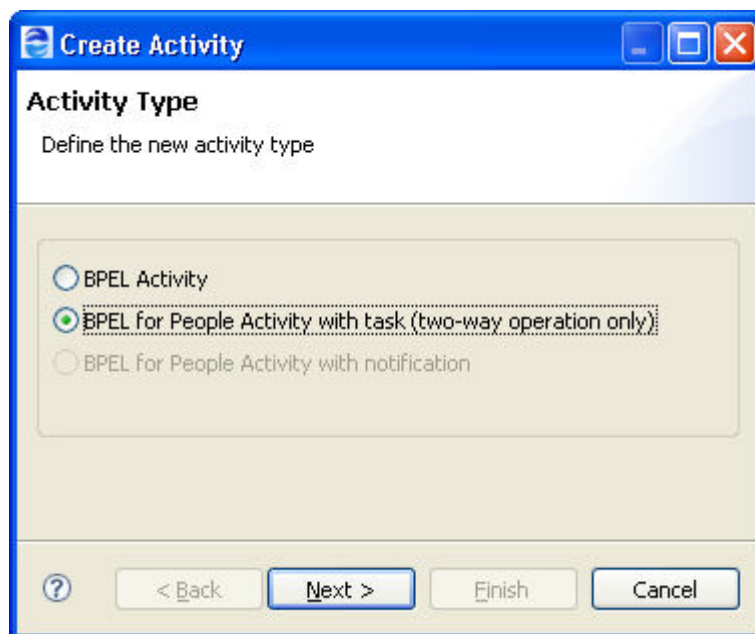 Create Activity
Activity Type
Define the new activity type
BPEL Activity
BPEL for People Activity with task (two-way operation only)
BPEL for People Activity with notification
? < Back Next > Finish Cancel